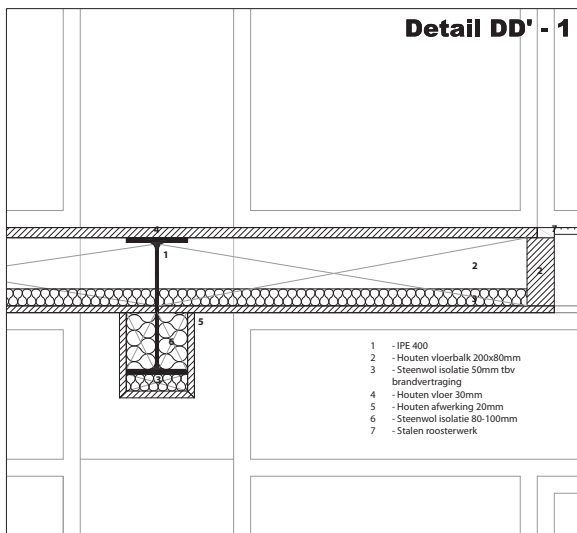 Detail DD' - 1
4
7
1
2
2
3
5
6
3
1 - IPE 400
2 - Houten vloerbalk 200x80mm
3 - Steenwol isolatie 50mm tbv
brandvertraging
4 - Houten vloer 30mm
5 - Houten afwerking 20mm
6 - Steenwol isolatie 80-100mm
7 - Stalen roosterwerk